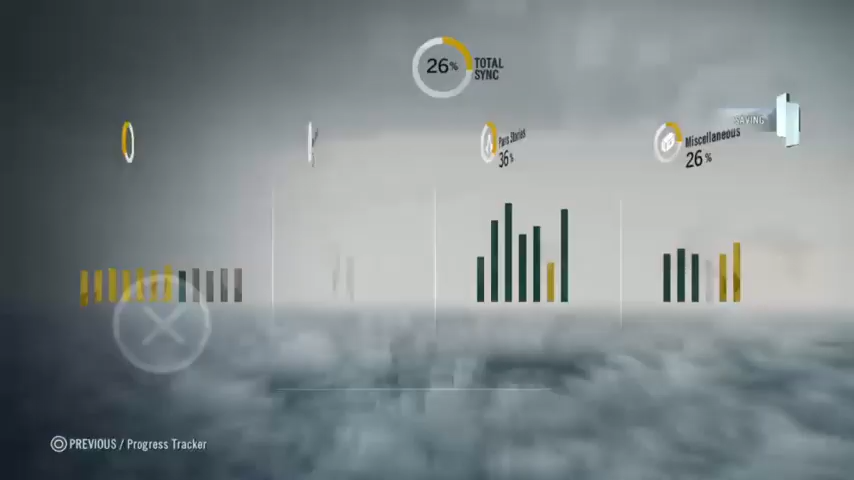 26%
TOTAL
SYNC
SAVING
Paris Stories
36%
Miscellaneous
26%
PREVIOUS / Progress Tracker